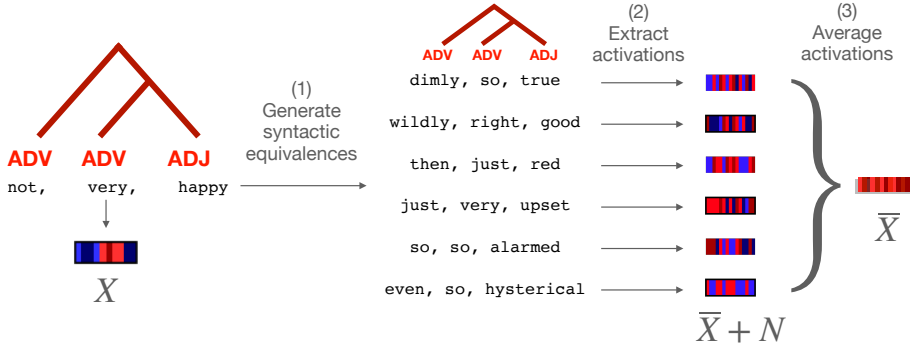 ADV ADV ADJ
not, very, happy
X
(1)
Generate
syntactic
equivalences
ADV ADV ADJ
dimly, so, true
wildly, right, good
then, just, red
just, very, upset
so, so, alarmed
even, so, hysterical
(2)
Extract
activations
X̅ + N
(3)
Average
activations
X̅